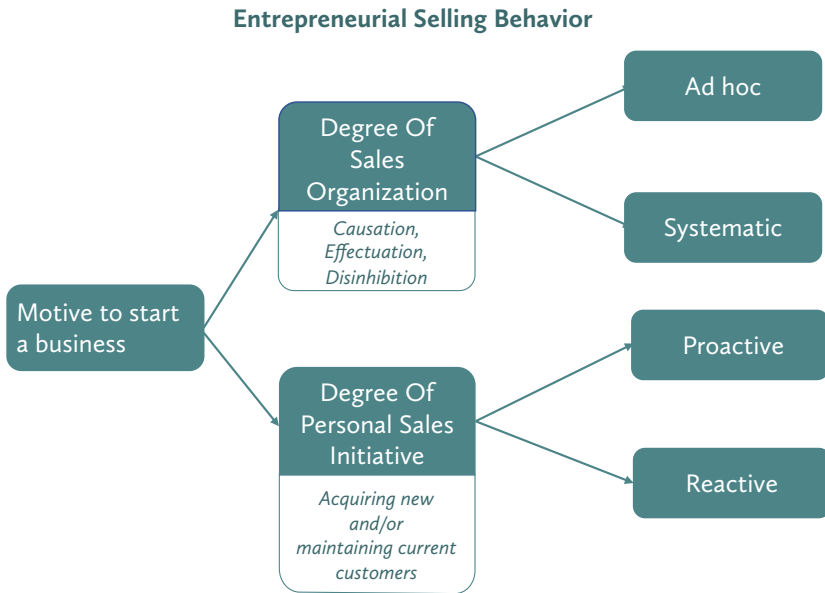 Entrepreneurial Selling Behavior
Ad hoc
Degree Of
Sales
Organization
Causation,
Effectuation,
Disinhibition
Systematic
Motive to start
a business
Proactive
Degree Of
Personal Sales
Initiative
Acquiring new
and/or
maintaining current
customers
Reactive